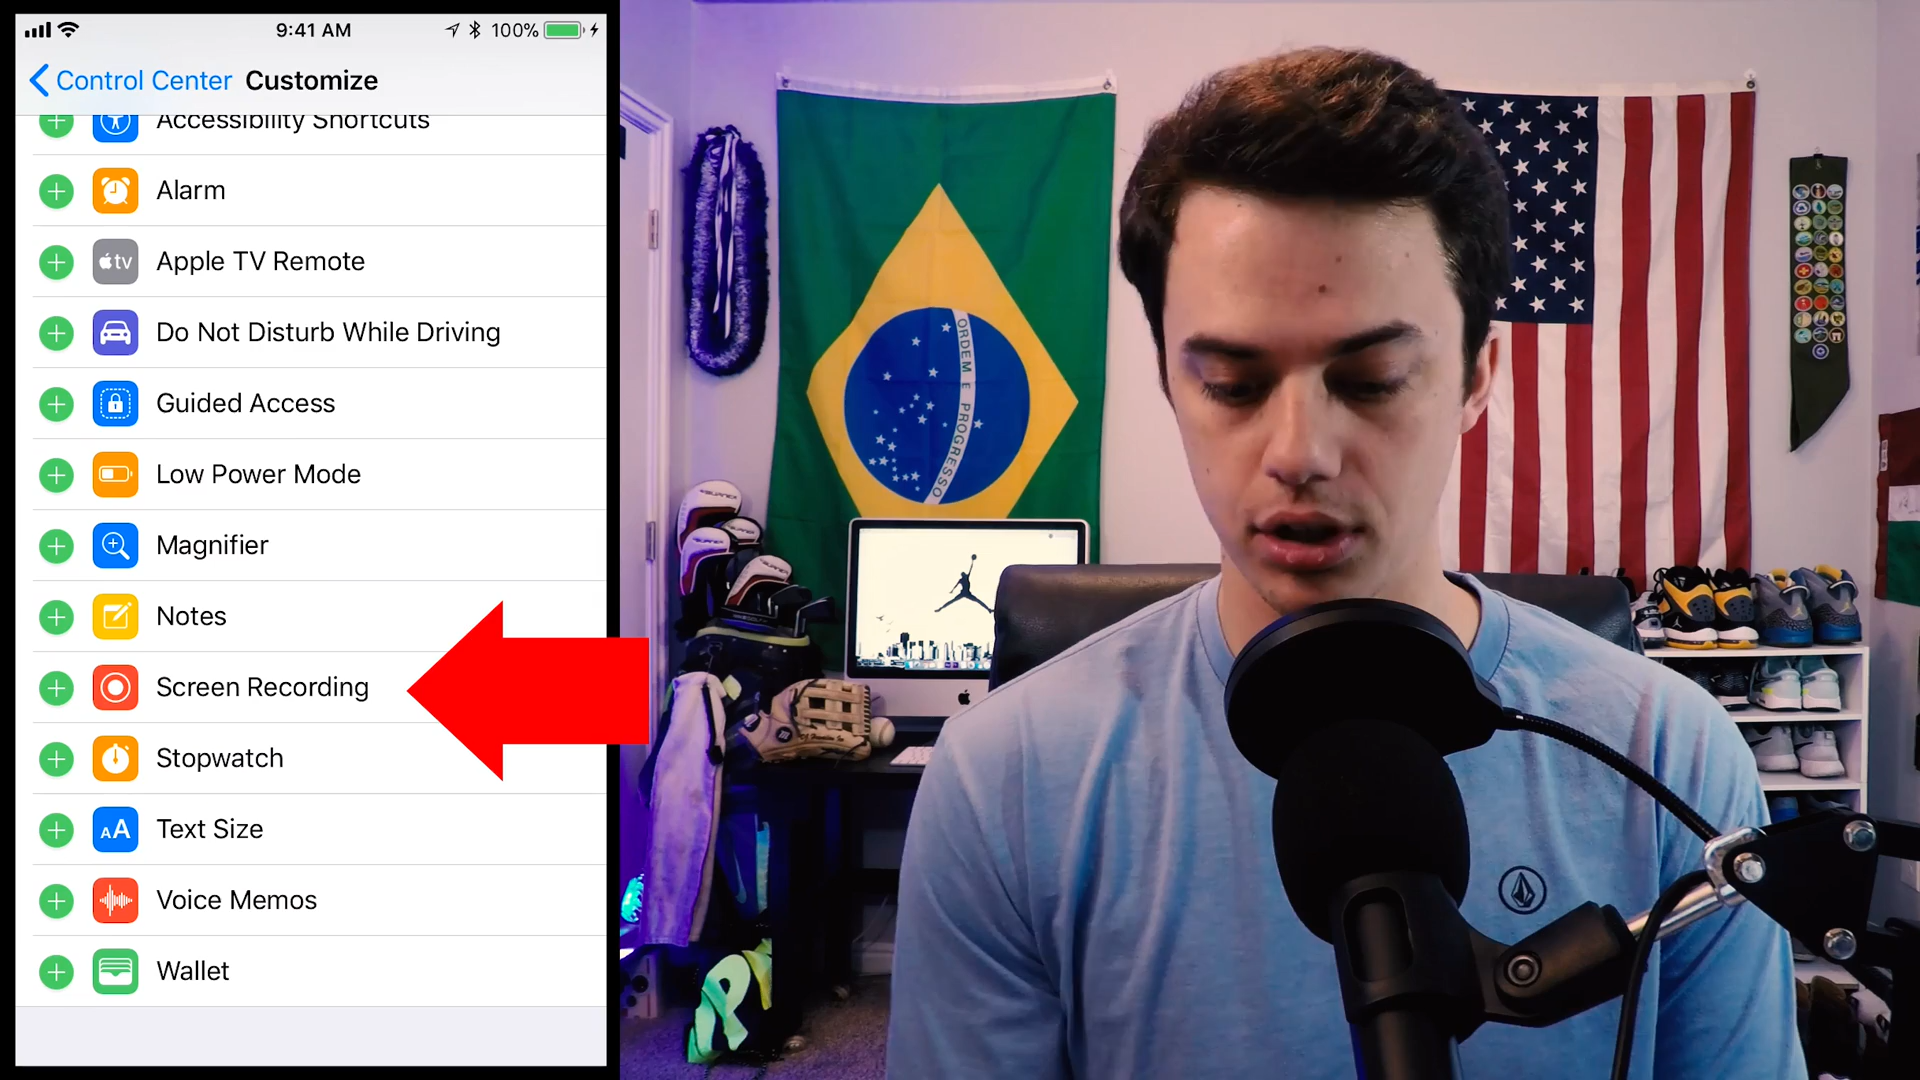 9:41 AM
100%
Control Center
Customize
Accessibility Shortcuts
Alarm
tv
Apple TV Remote
Do Not Disturb While Driving
Guided Access
Low Power Mode
Magnifier
Notes
Screen Recording
Stopwatch
AA
Text Size
Voice Memos
Wallet
ORDEM E PROGRESSO
R